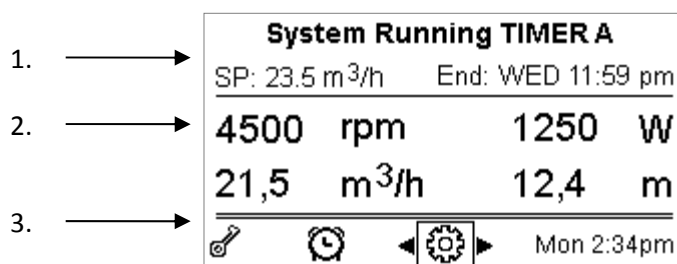 System Running TIMER A
1. SP: 23.5 m³/h End: WED 11:59 pm
2. 4500 rpm 1250 W
21,5 m³/h 12,4 m
3. Mon 2:34pm